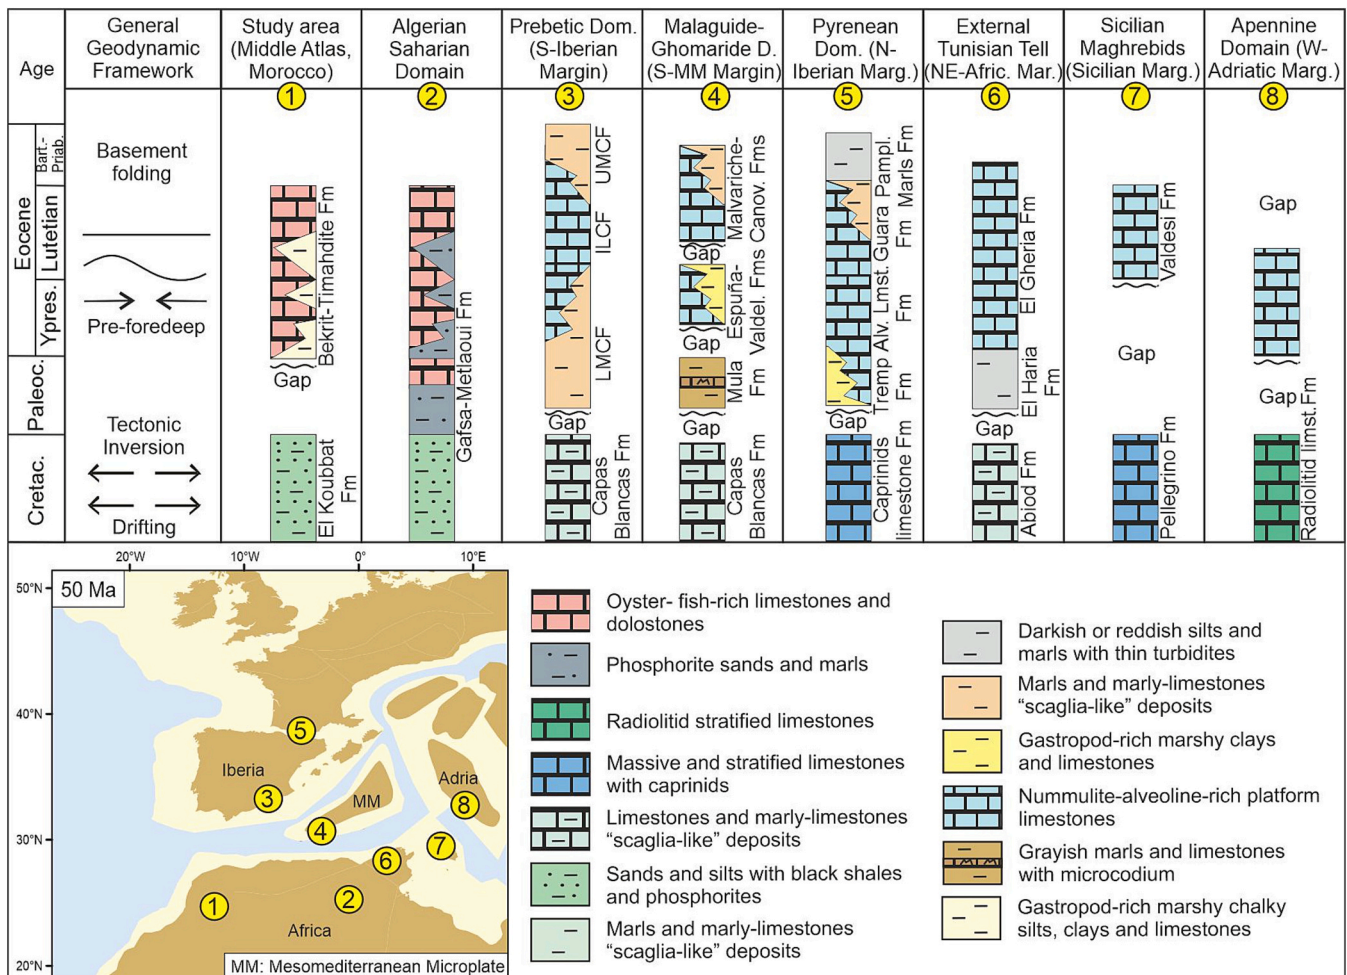 Age
General
Geodynamic
Framework
Study area
(Middle Atlas,
Morocco)
1
Algerian
Saharian
Domain
2
Prebetic Dom.
(S-Iberian
Margin)
3
Malaguide-
Ghomaride D.
(S-MM Margin)
4
Pyrenean
Dom. (N-
Iberian Marg.)
5
External
Tunisian Tell
(NE-Afric. Mar.)
6
Sicilian
Maghrebids
(Sicilian Marg.)
7
Apennine
Domain (W-
Adriatic Marg.)
8
Eocene
Bart.-
Priab.
Lutetian
Ypres.
Paleoc.
Cretac.
Basement
folding
Pre-foredeep
Tectonic
Inversion
Drifting
Bekrit-Timahdite Fm
Gap
El Koubbat
Fm
Gafsa-Metlaoui Fm
UMCF
ILCF
LMCF
Gap
Capas
Blancas Fm
Malvariche-
Canov. Fms
Gap
Espuña-
Valdel. Fms
Gap
Mula
Fm
Gap
Capas
Blancas Fm
Pampl.
Marls Fm
Guara
Fm
Alv. Lmst.
Fm
Tremp
Fm
Gap
Caprinids
limestone Fm
El Gheria Fm
El Haria
Fm
Gap
Abiod Fm
Valdesi Fm
Gap
Pellegrino Fm
Gap
Gap
Radiolitid limst.Fm
20°W
10°W
0°
10°E
50 Ma
50°N
40°N
30°N
20°N
5
Iberia
3
MM
4
Adria
8
7
6
1
2
Africa
MM: Mesomediterranean Microplate
Oyster- fish-rich limestones and
dolostones
Phosphorite sands and marls
Radiolitid stratified limestones
Massive and stratified limestones
with caprinids
Limestones and marly-limestones
“scaglia-like” deposits
Sands and silts with black shales
and phosphorites
Marls and marly-limestones
“scaglia-like” deposits
Darkish or reddish silts and
marls with thin turbidites
Marls and marly-limestones
“scaglia-like” deposits
Gastropod-rich marshy clays
and limestones
Nummulite-alveoline-rich platform
limestones
Grayish marls and limestones
with microcodium
Gastropod-rich marshy chalky
silts, clays and limestones